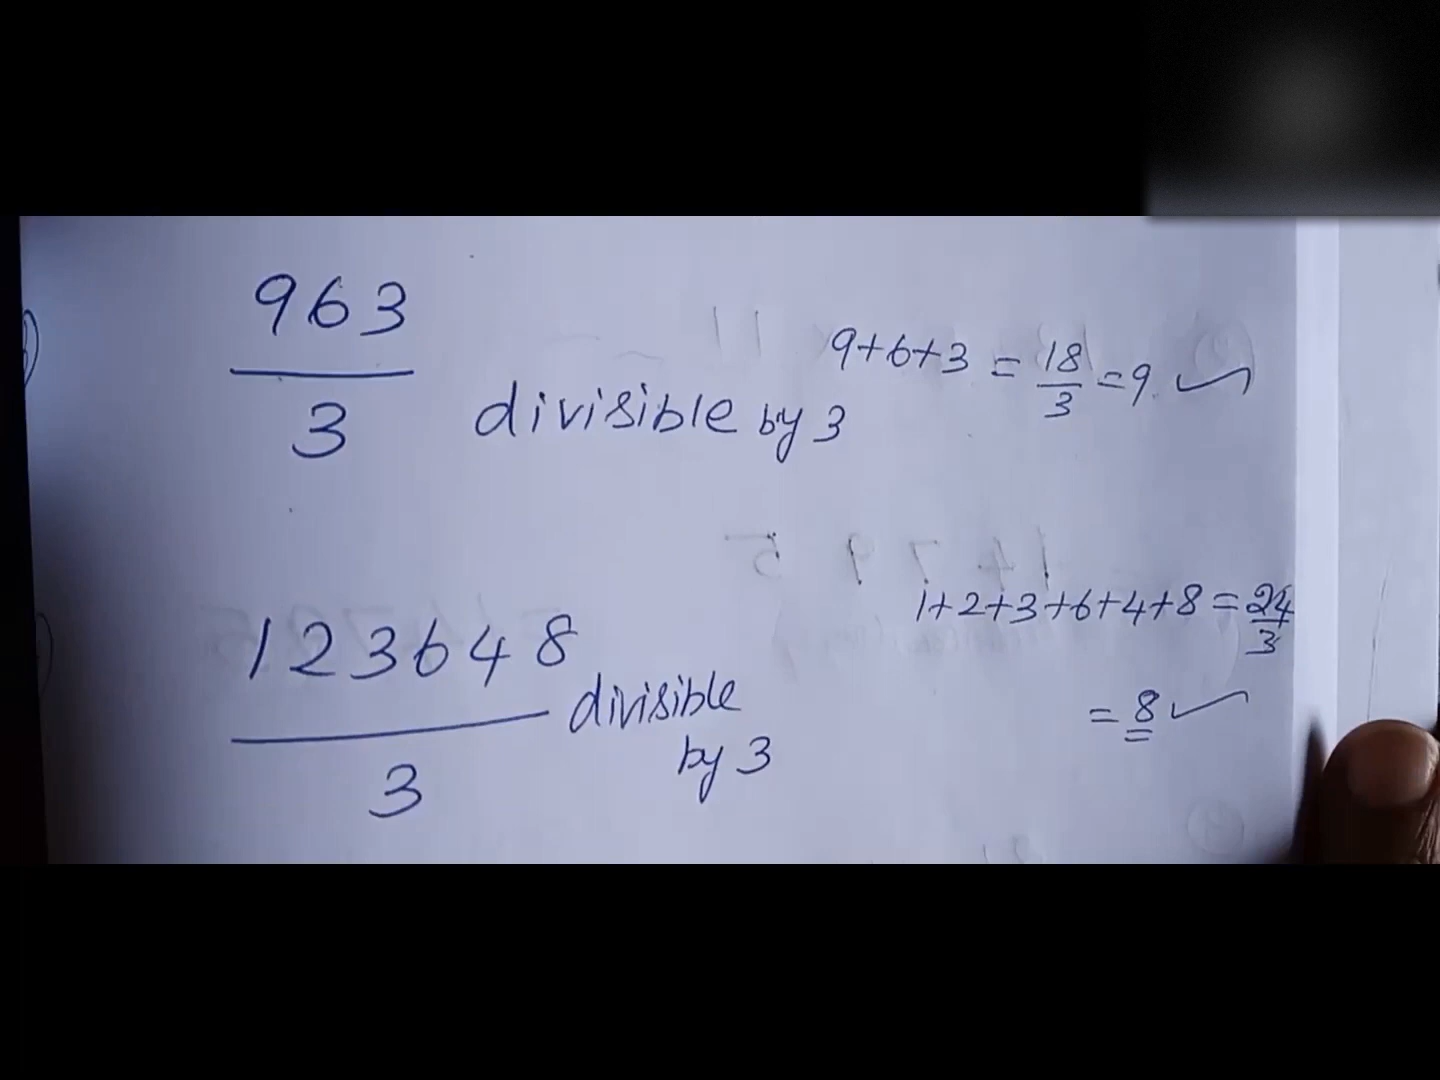 963
3
divisible by 3
9+6+3 = 18
3
=9
123648
3
divisible
by 3
1+2+3+6+4+8 = 24
3
= 8